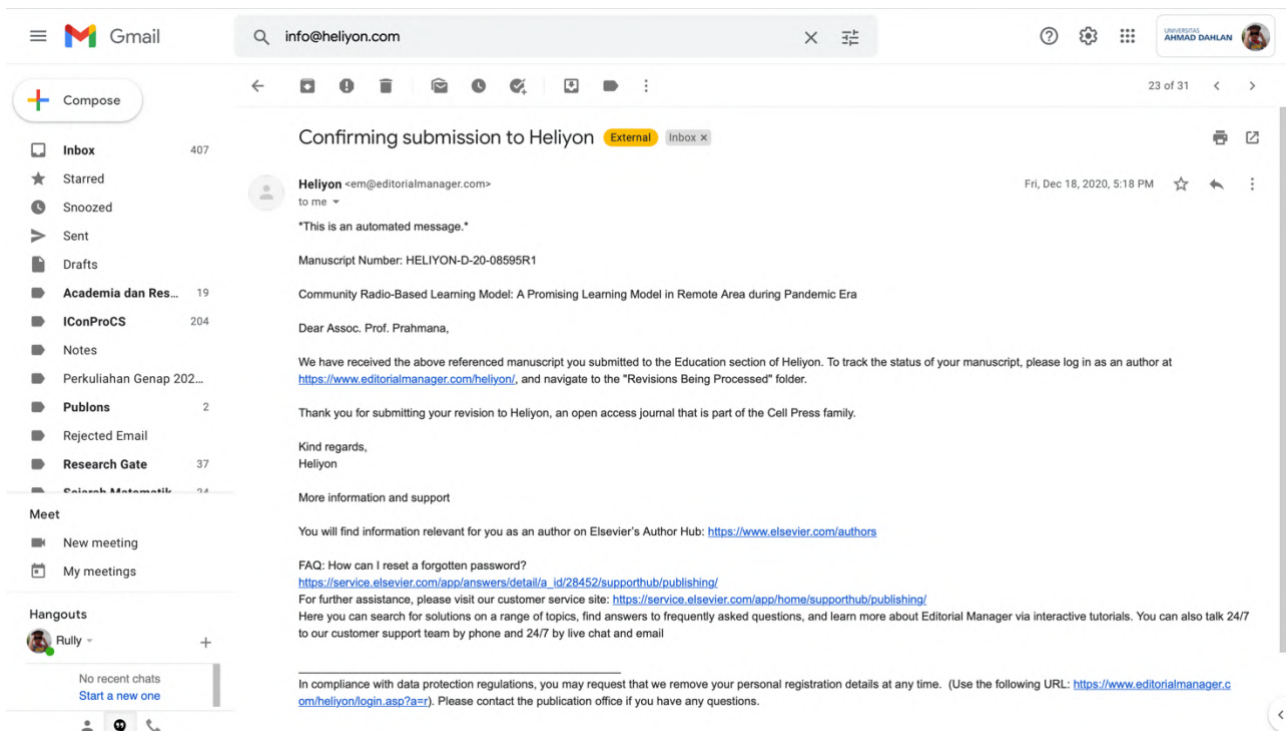 Gmail
info@heliyon.com
UNIVERSITAS
AHMAD DAHLAN
Compose
23 of 31
Inbox 407
Starred
Snoozed
Sent
Drafts
Academia dan Res... 19
IConProCS 204
Notes
Perkuliahan Genap 202...
Publons 2
Rejected Email
Research Gate 37
Sejarah Matematik 24
Meet
New meeting
My meetings
Hangouts
Rully
No recent chats
Start a new one
Confirming submission to Heliyon External Inbox x
Heliyon <em@editorialmanager.com> Fri, Dec 18, 2020, 5:18 PM
to me
*This is an automated message.*
Manuscript Number: HELIYON-D-20-08595R1
Community Radio-Based Learning Model: A Promising Learning Model in Remote Area during Pandemic Era
Dear Assoc. Prof. Prahmana,
We have received the above referenced manuscript you submitted to the Education section of Heliyon. To track the status of your manuscript, please log in as an author at
https://www.editorialmanager.com/heliyon/, and navigate to the "Revisions Being Processed" folder.
Thank you for submitting your revision to Heliyon, an open access journal that is part of the Cell Press family.
Kind regards,
Heliyon
More information and support
You will find information relevant for you as an author on Elsevier's Author Hub: https://www.elsevier.com/authors
FAQ: How can I reset a forgotten password?
https://service.elsevier.com/app/answers/detail/a_id/28452/supporthub/publishing/
For further assistance, please visit our customer service site: https://service.elsevier.com/app/home/supporthub/publishing/
Here you can search for solutions on a range of topics, find answers to frequently asked questions, and learn more about Editorial Manager via interactive tutorials. You can also talk 24/7
to our customer support team by phone and 24/7 by live chat and email
In compliance with data protection regulations, you may request that we remove your personal registration details at any time. (Use the following URL: https://www.editorialmanager.c
om/heliyon/login.asp?a=r). Please contact the publication office if you have any questions.